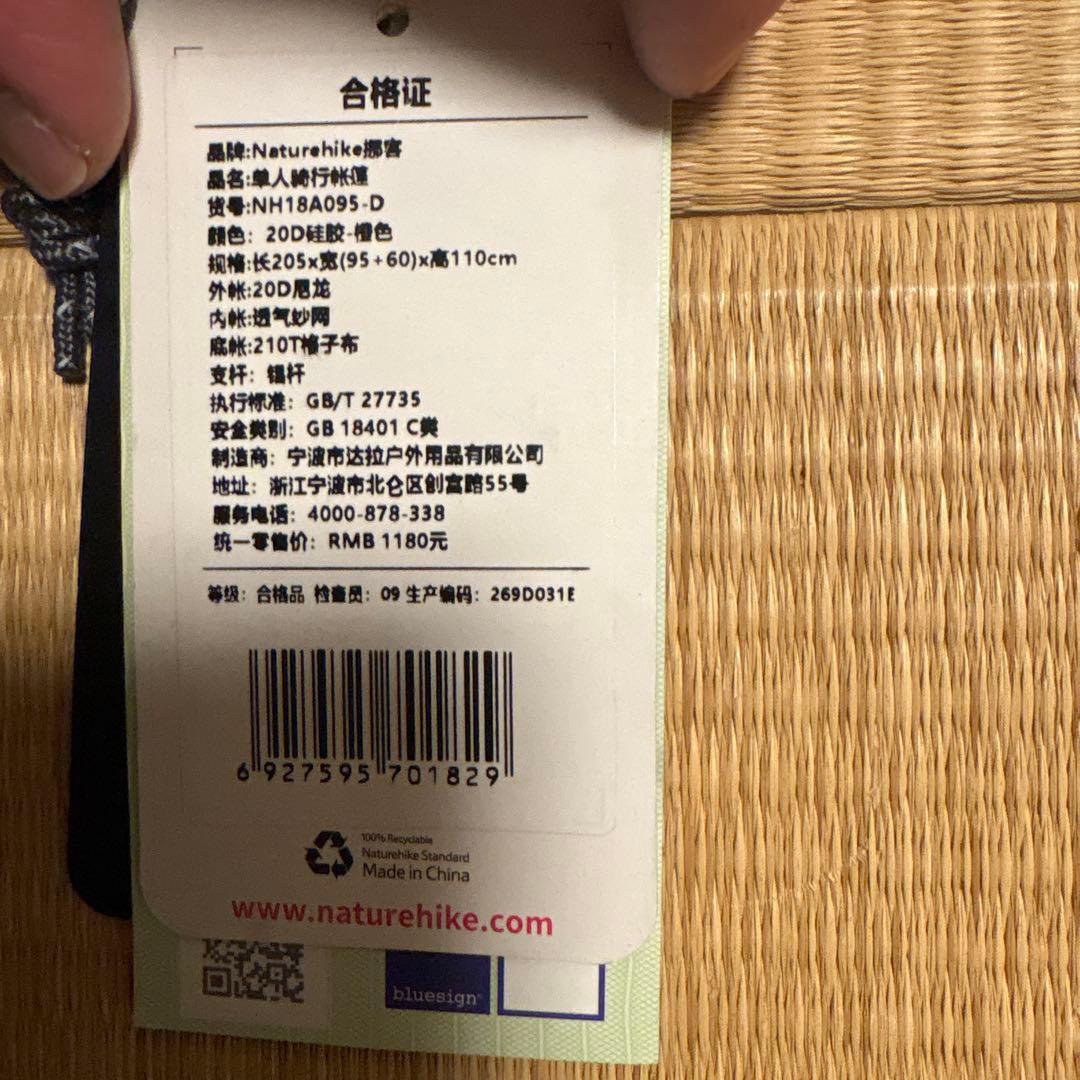 合格证
品牌:Naturehike挪客
品名:单人骑行帐篷
货号:NH18A095-D
颜色：20D硅胶-橙色
规格:长205x宽(95+60)x高110cm
外帐:20D尼龙
内帐:透气纱网
底帐:210T格子布
支杆：铝杆
执行标准：GB/T 27735
安全类别：GB 18401 C类
制造商：宁波市达拉户外用品有限公司
地址：浙江宁波市北仑区创富路55号
服务电话：4000-878-338
统一零售价：RMB 1180元
等级：合格品 检查员：09 生产编码：269D031E
6 927595 701829
100% Recyclable
Naturehike Standard
Made in China
www.naturehike.com
bluesign®